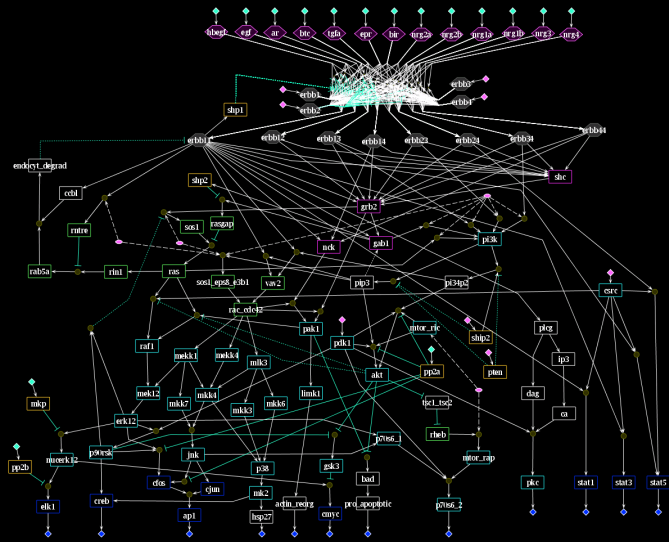 hbegf egf ar btc tgfa epr bir nrg2a nrg2b nrg1a nrg1b nrg3 nrg4
erbb1 erbb3
erbb2 erbb4
shp1
erbb11 erbb12 erbb13 erbb14 erbb23 erbb24 erbb34 erbb44
endocyt_degrad
shp2 shc
ccbl
grb2
rntre sos1 rasgap
nck gab1 pi3k
rab5a rin1 ras
sos1_eps8_e3b1 vav2 pip3 pi34p2 csrc
rac_cdc42
pak1 mtor_ric plcg
raf1 pdk1 ship2
mekk1 mekk4 mlk3 ip3
akt pp2a pten
mek12 mkk7 mkk4 mkk3 mkk6 limk1 tsc1_tsc2 dag
mkp ca
erk12 rheb
p70s6_1
nucerk12 p90rsk jnk p38 gsk3 mtor_rap
pp2b
cfos cjun mk2 bad pkc stat1 stat3 stat5
elk1 creb ap1 hsp27 actin_reorg cmyc pro_apoptotic p70s6_2